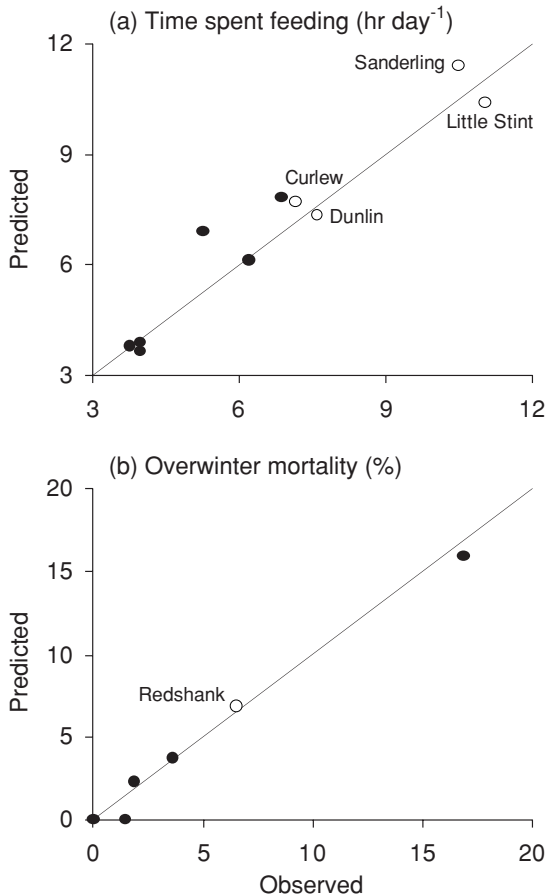 (a) Time spent feeding (hr day-1)
12
Sanderling
Little Stint
9
Curlew
Dunlin
Predicted
6
3
3 6 9 12
(b) Overwinter mortality (%)
20
15
Predicted
10
Redshank
5
0
0 5 10 15 20
Observed